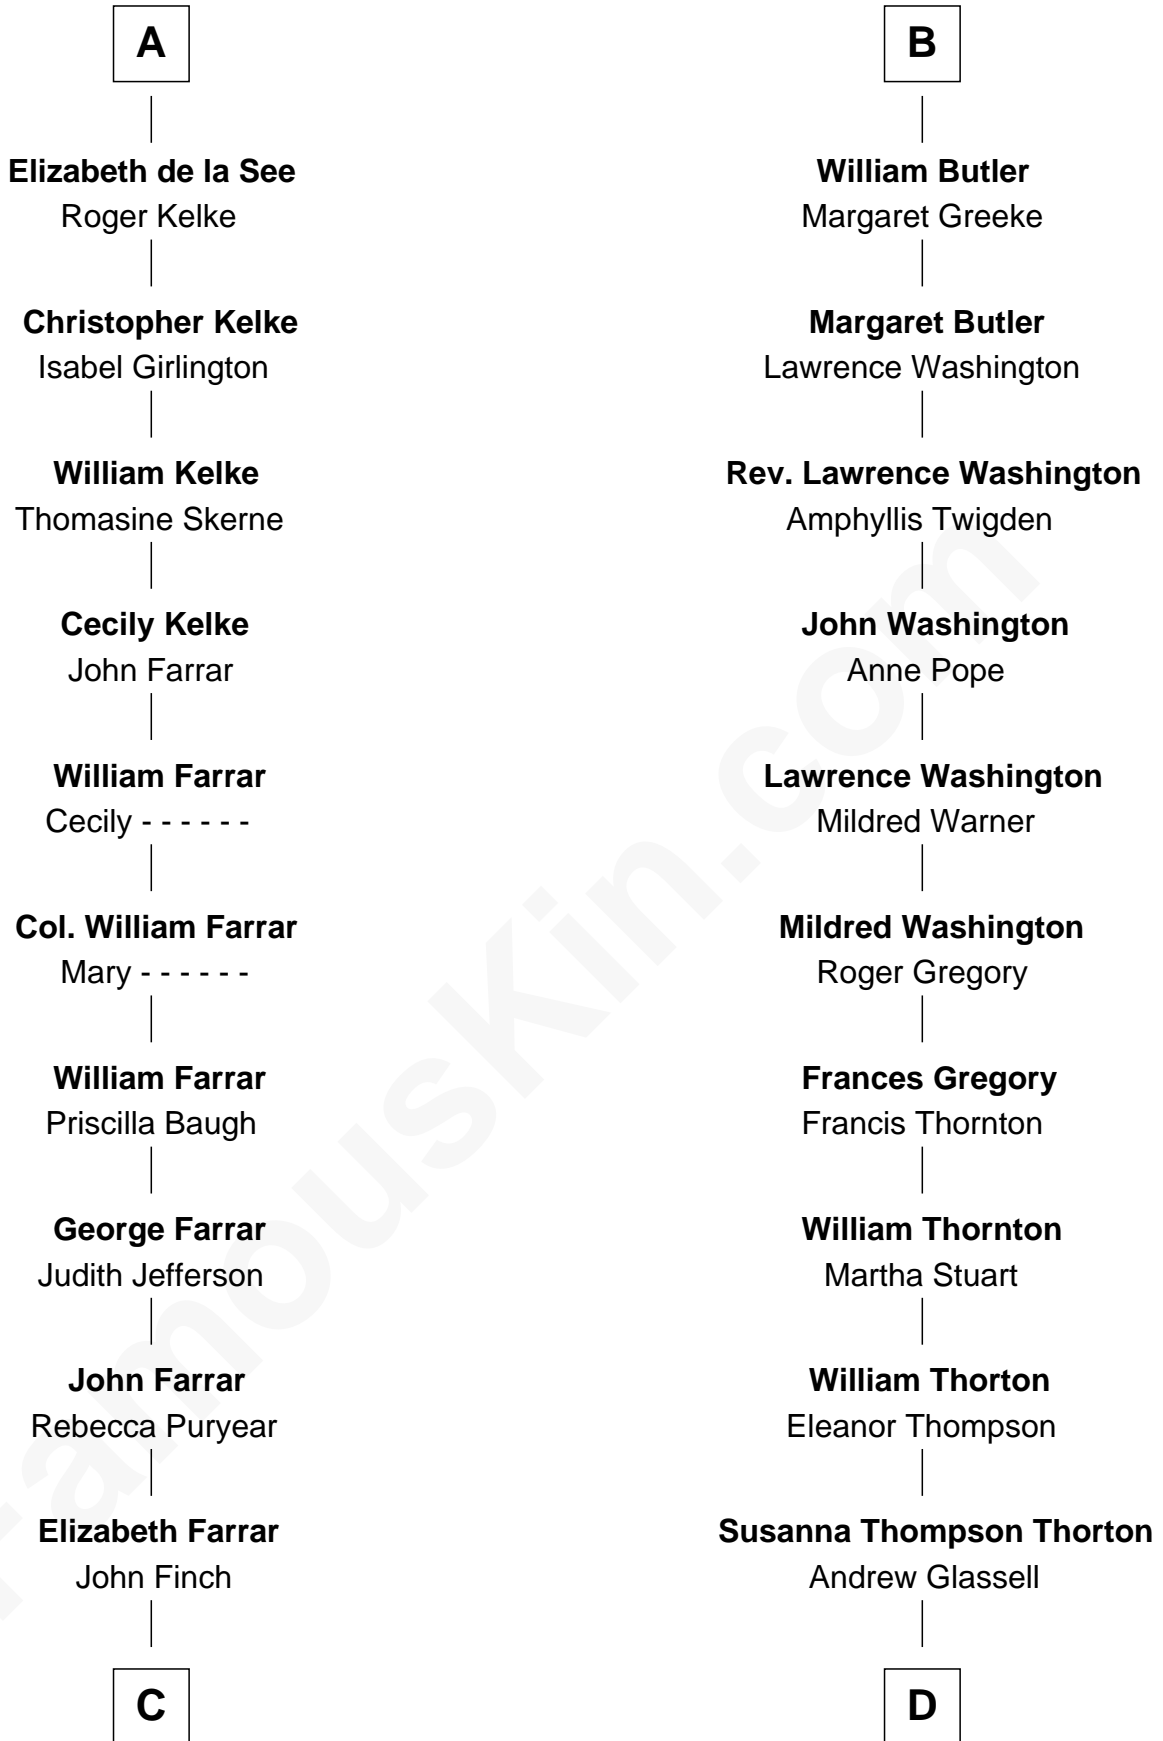 A
Elizabeth de la See
Roger Kelke
Christopher Kelke
Isabel Girlington
William Kelke
Thomasine Skerne
Cecily Kelke
John Farrar
William Farrar
Cecily - - - - - -
Col. William Farrar
Mary - - - - - -
William Farrar
Priscilla Baugh
George Farrar
Judith Jefferson
John Farrar
Rebecca Puryear
Elizabeth Farrar
John Finch
C
B
William Butler
Margaret Greeke
Margaret Butler
Lawrence Washington
Rev. Lawrence Washington
Amphyllis Twigden
John Washington
Anne Pope
Lawrence Washington
Mildred Warner
Mildred Washington
Roger Gregory
Frances Gregory
Francis Thornton
William Thornton
Martha Stuart
William Thorton
Eleanor Thompson
Susanna Thompson Thorton
Andrew Glassell
D
FamousKin.com